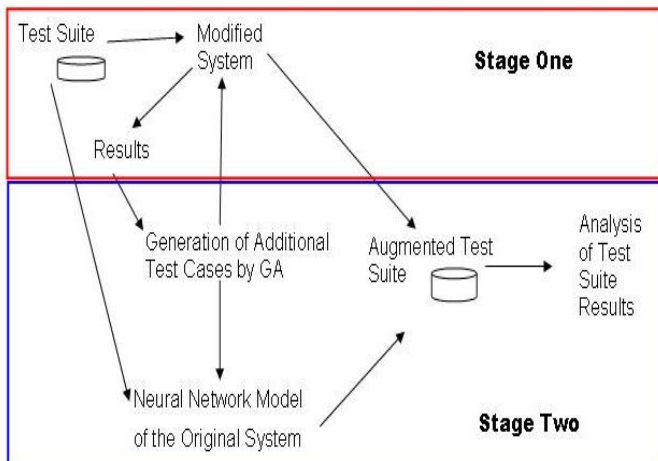 Test Suite
Modified
System
Stage One
Results
Generation of Additional
Test Cases by GA
Augmented Test
Suite
Analysis
of Test
Suite
Results
Neural Network Model
of the Original System
Stage Two